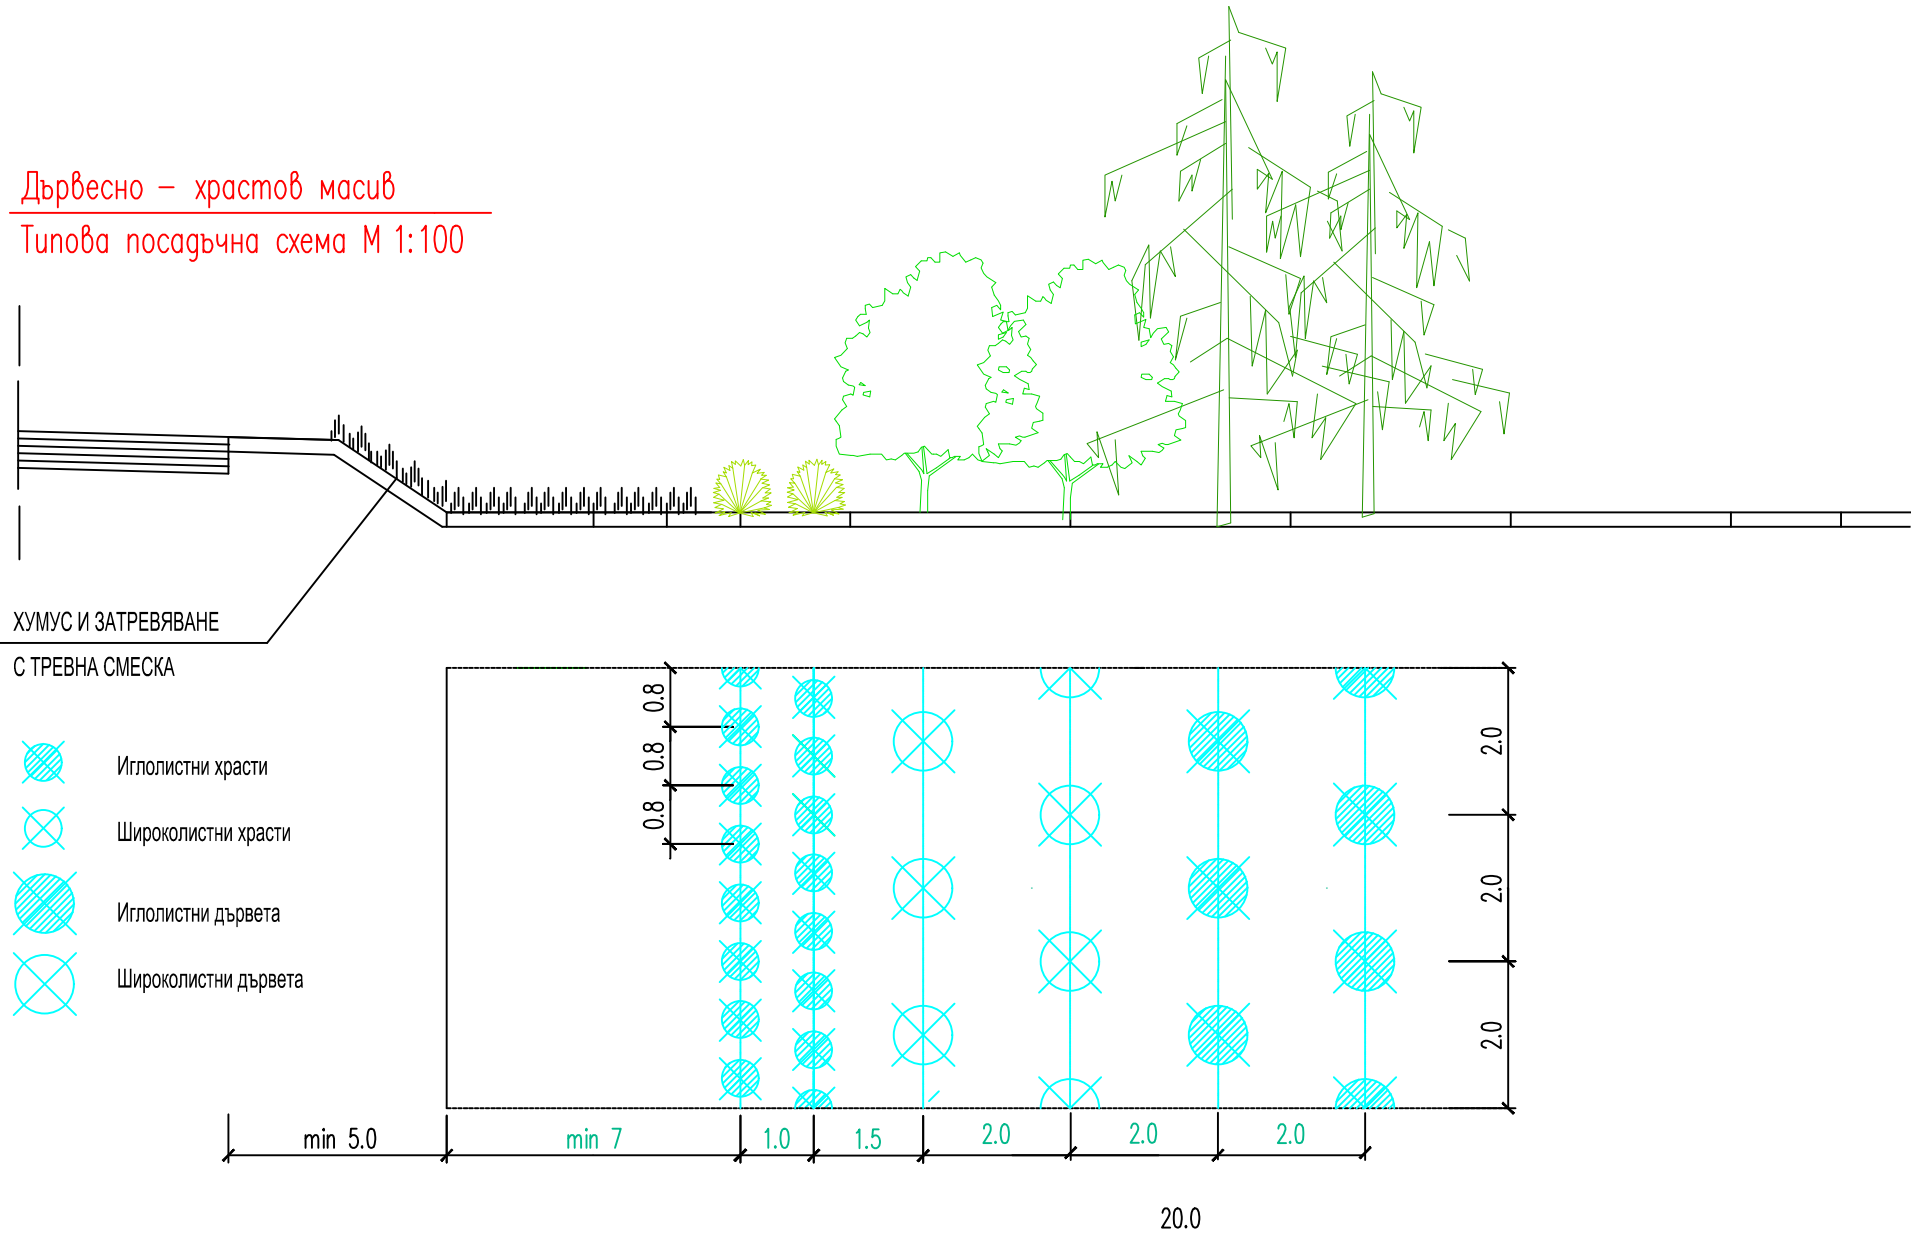 Дървесно – храстов масив
Типова посадъчна схема М 1:100
ХУМУС И ЗАТРЕВЯВАНЕ
С ТРЕВНА СМЕСКА
Иглолистни храсти
Широколистни храсти
Иглолистни дървета
Широколистни дървета
0.8
0.8
0.8
2.0
2.0
2.0
min 5.0
min 7
1.0
1.5
2.0
2.0
2.0
20.0